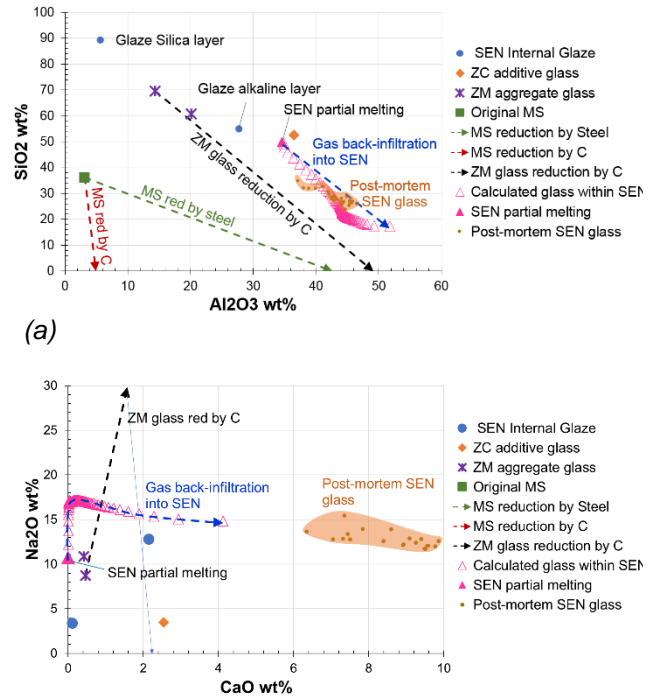 100
90
80
70
60
50
40
30
20
10
0
SiO2 wt%
Glaze Silica layer
Glaze alkaline layer
SEN partial melting
Gas back-infiltration
into SEN
ZM glass reduction by C
Post-mortem
SEN glass
MS red by steel
MS red by C
0 10 20 30 40 50 60
Al2O3 wt%
SEN Internal Glaze
ZC additive glass
ZM aggregate glass
Original MS
MS reduction by Steel
MS reduction by C
ZM glass reduction by C
Calculated glass within SEN
SEN partial melting
Post-mortem SEN glass
(a)
30
25
20
15
10
5
0
Na2O wt%
ZM glass red by C
Gas back-infiltration
into SEN
Post-mortem SEN
glass
SEN partial melting
0 2 4 6 8 10
CaO wt%
SEN Internal Glaze
ZC additive glass
ZM aggregate glass
Original MS
MS reduction by Steel
MS reduction by C
ZM glass reduction by C
Calculated glass within SEN
SEN partial melting
Post-mortem SEN glass